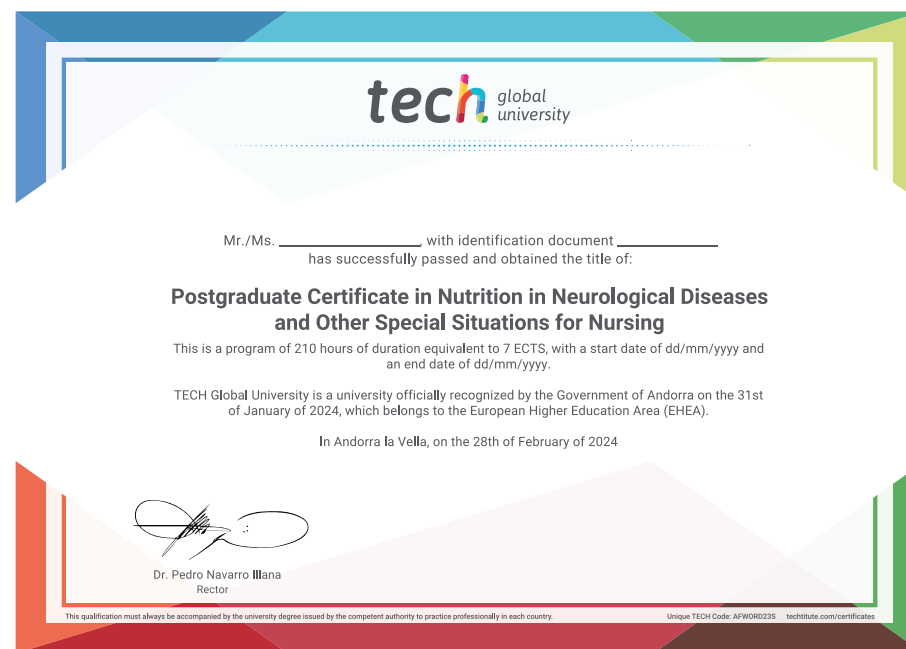 tech global
university
Mr./Ms. ____________, with identification document ____________
has successfully passed and obtained the title of:
Postgraduate Certificate in Nutrition in Neurological Diseases
and Other Special Situations for Nursing
This is a program of 210 hours of duration equivalent to 7 ECTS, with a start date of dd/mm/yyyy and
an end date of dd/mm/yyyy.
TECH Global University is a university officially recognized by the Government of Andorra on the 31st
of January of 2024, which belongs to the European Higher Education Area (EHEA).
In Andorra la Vella, on the 28th of February of 2024
Dr. Pedro Navarro Illana
Rector
This qualification must always be accompanied by the university degree issued by the competent authority to practice professionally in each country.
Unique TECH Code: AFWORD23S techtitute.com/certificates